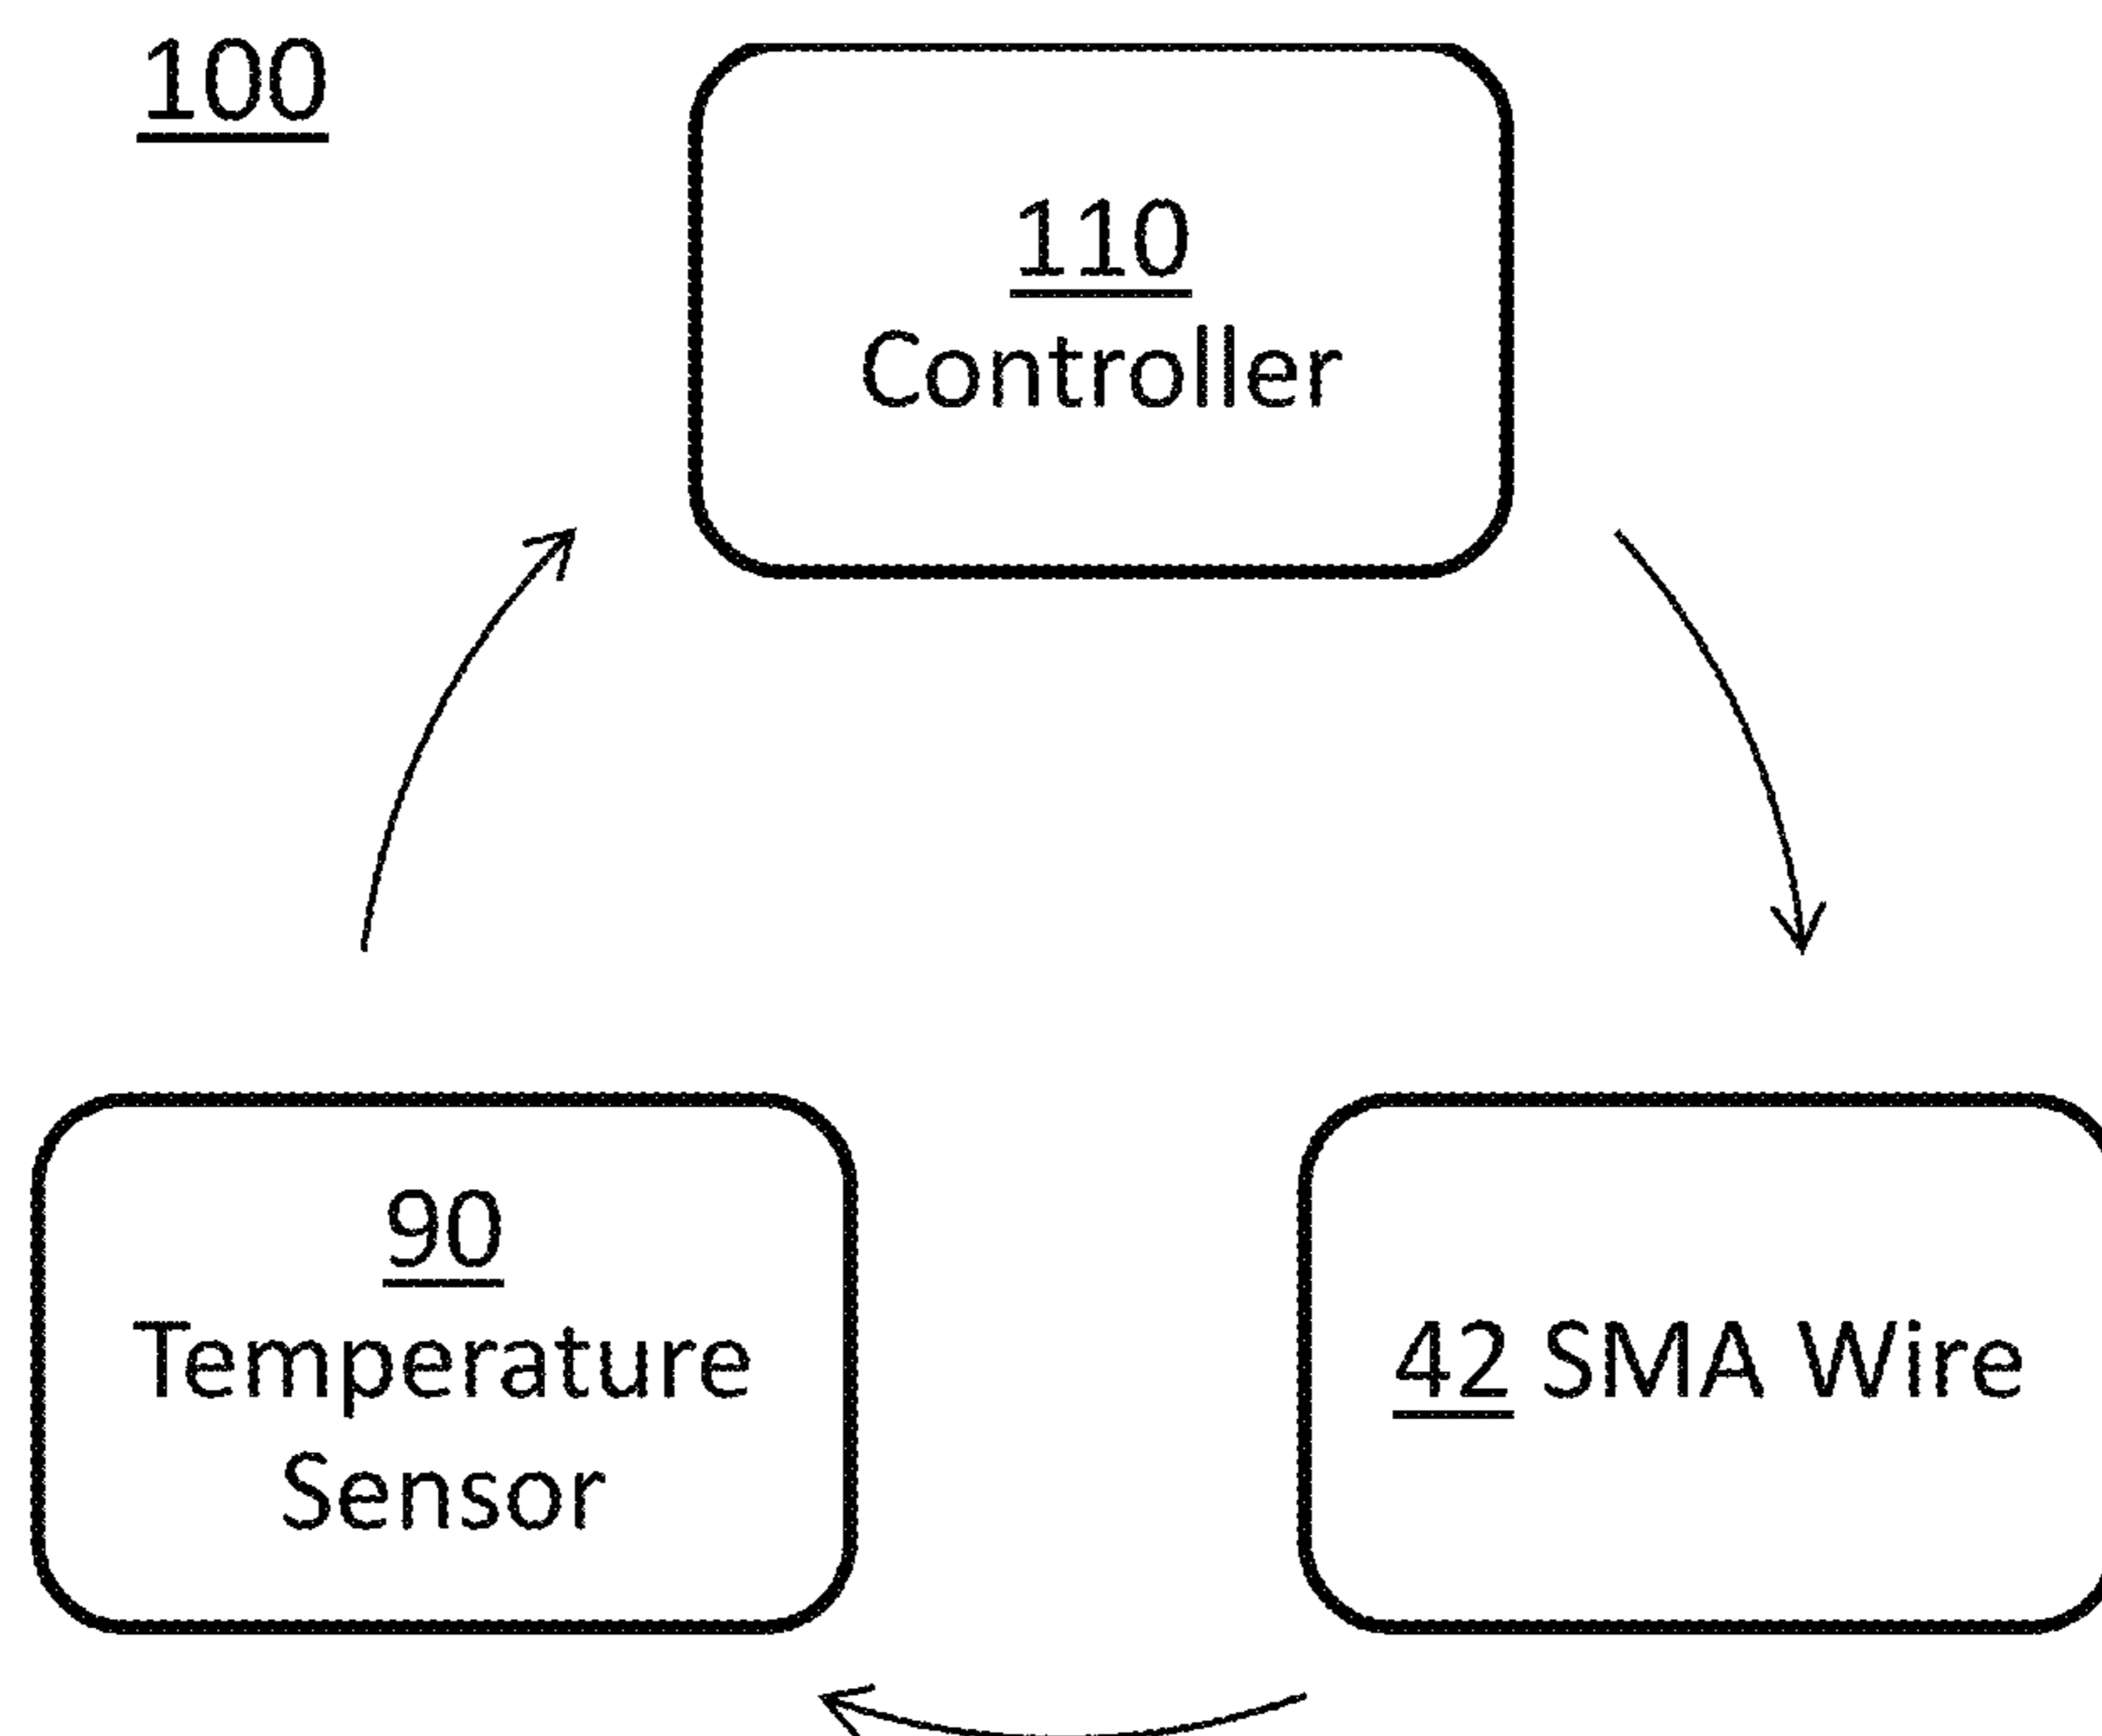 100
110
Controller
90
Temperature
Sensor
42 SMA Wire